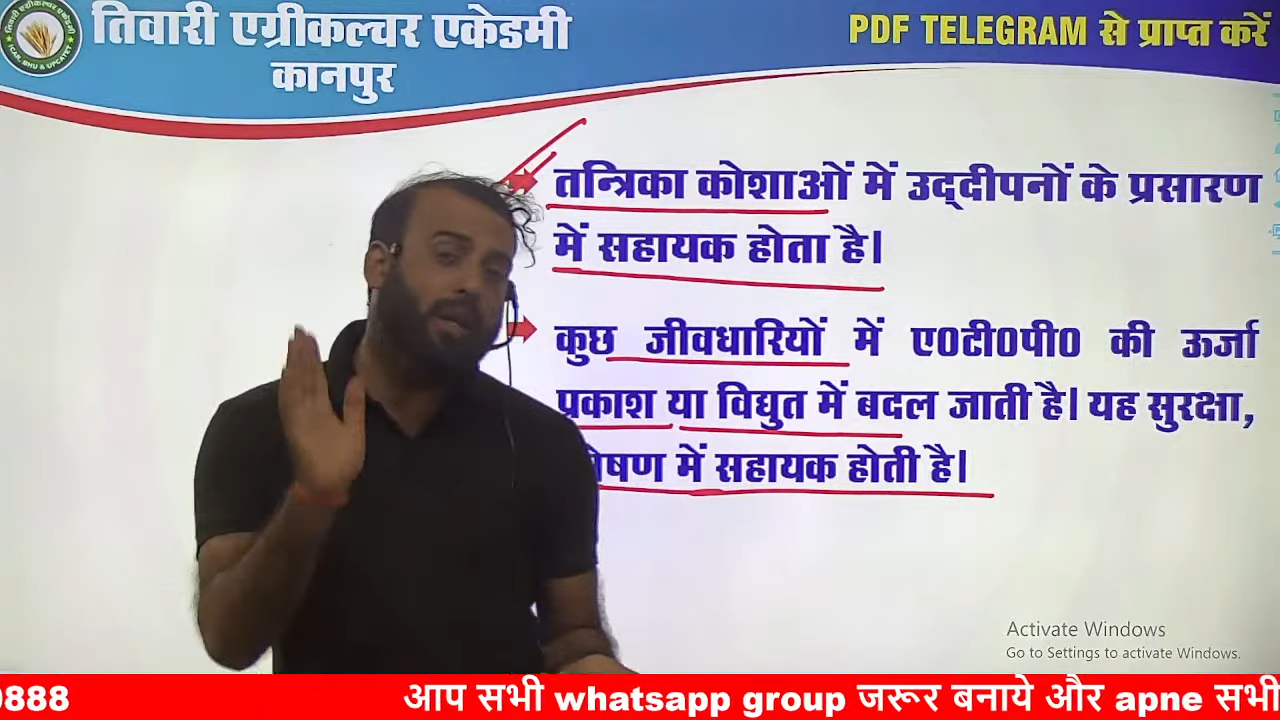 तिवारी एग्रीकल्चर एकेडमी
कानपुर
PDF TELEGRAM से प्राप्त करें
तन्त्रिका कोशाओं में उद्दीपनों के प्रसारण
में सहायक होता है।
कुछ जीवधारियों में ए0टी0पी0 की ऊर्जा
प्रकाश या विद्युत में बदल जाती है। यह सुरक्षा,
में सहायक होती है।
Activate Windows
Go to Settings to activate Windows.
0888 आप सभी whatsapp group जरूर बनाये और apne सभी